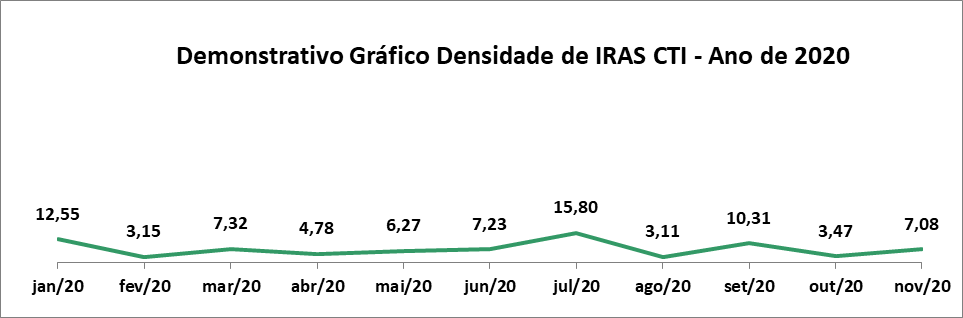 Demonstrativo Gráfico Densidade de IRAS CTI - Ano de 2020
12,55 3,15 7,32 4,78 6,27 7,23 15,80 3,11 10,31 3,47 7,08
jan/20 fev/20 mar/20 abr/20 mai/20 jun/20 jul/20 ago/20 set/20 out/20 nov/20